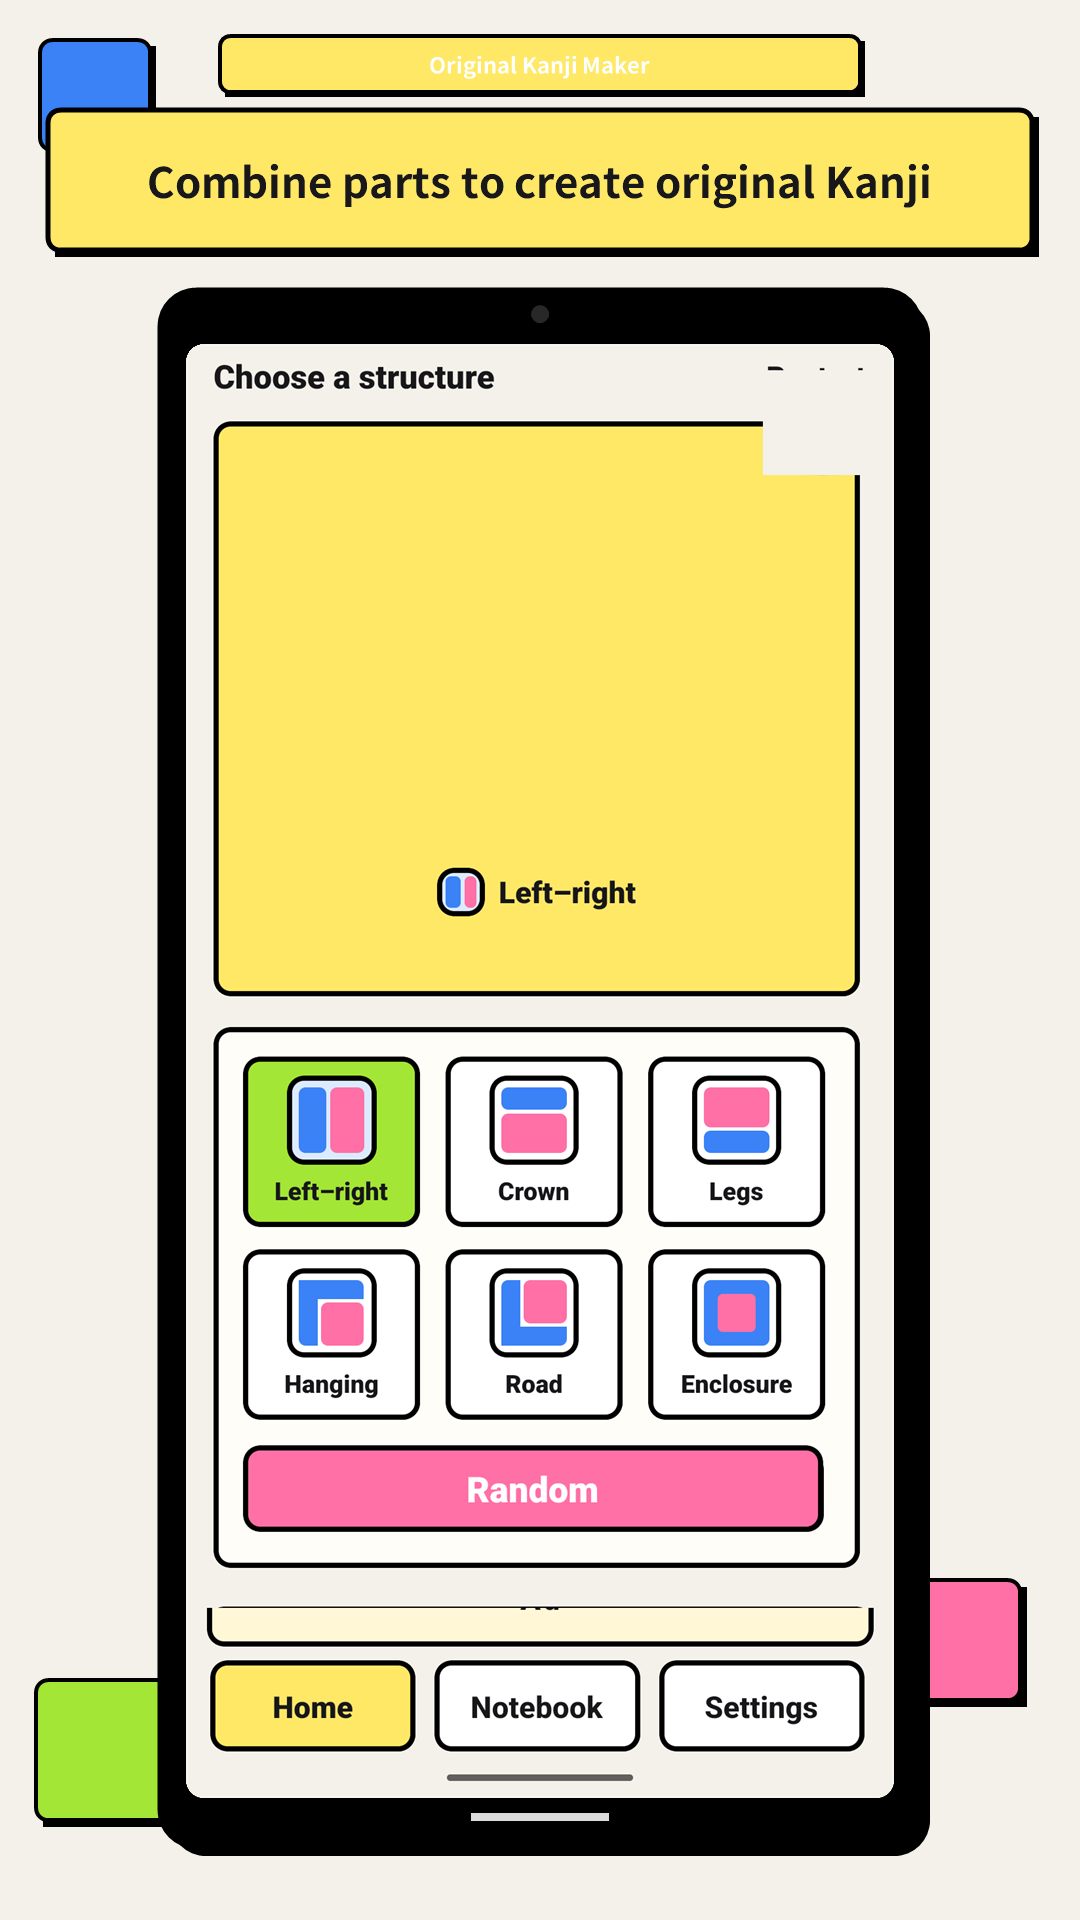 Original Kanji Maker
Combine parts to create original Kanji
Choose a structure
Left–right
Left–right
Crown
Legs
Hanging
Road
Enclosure
Random
Home
Notebook
Settings